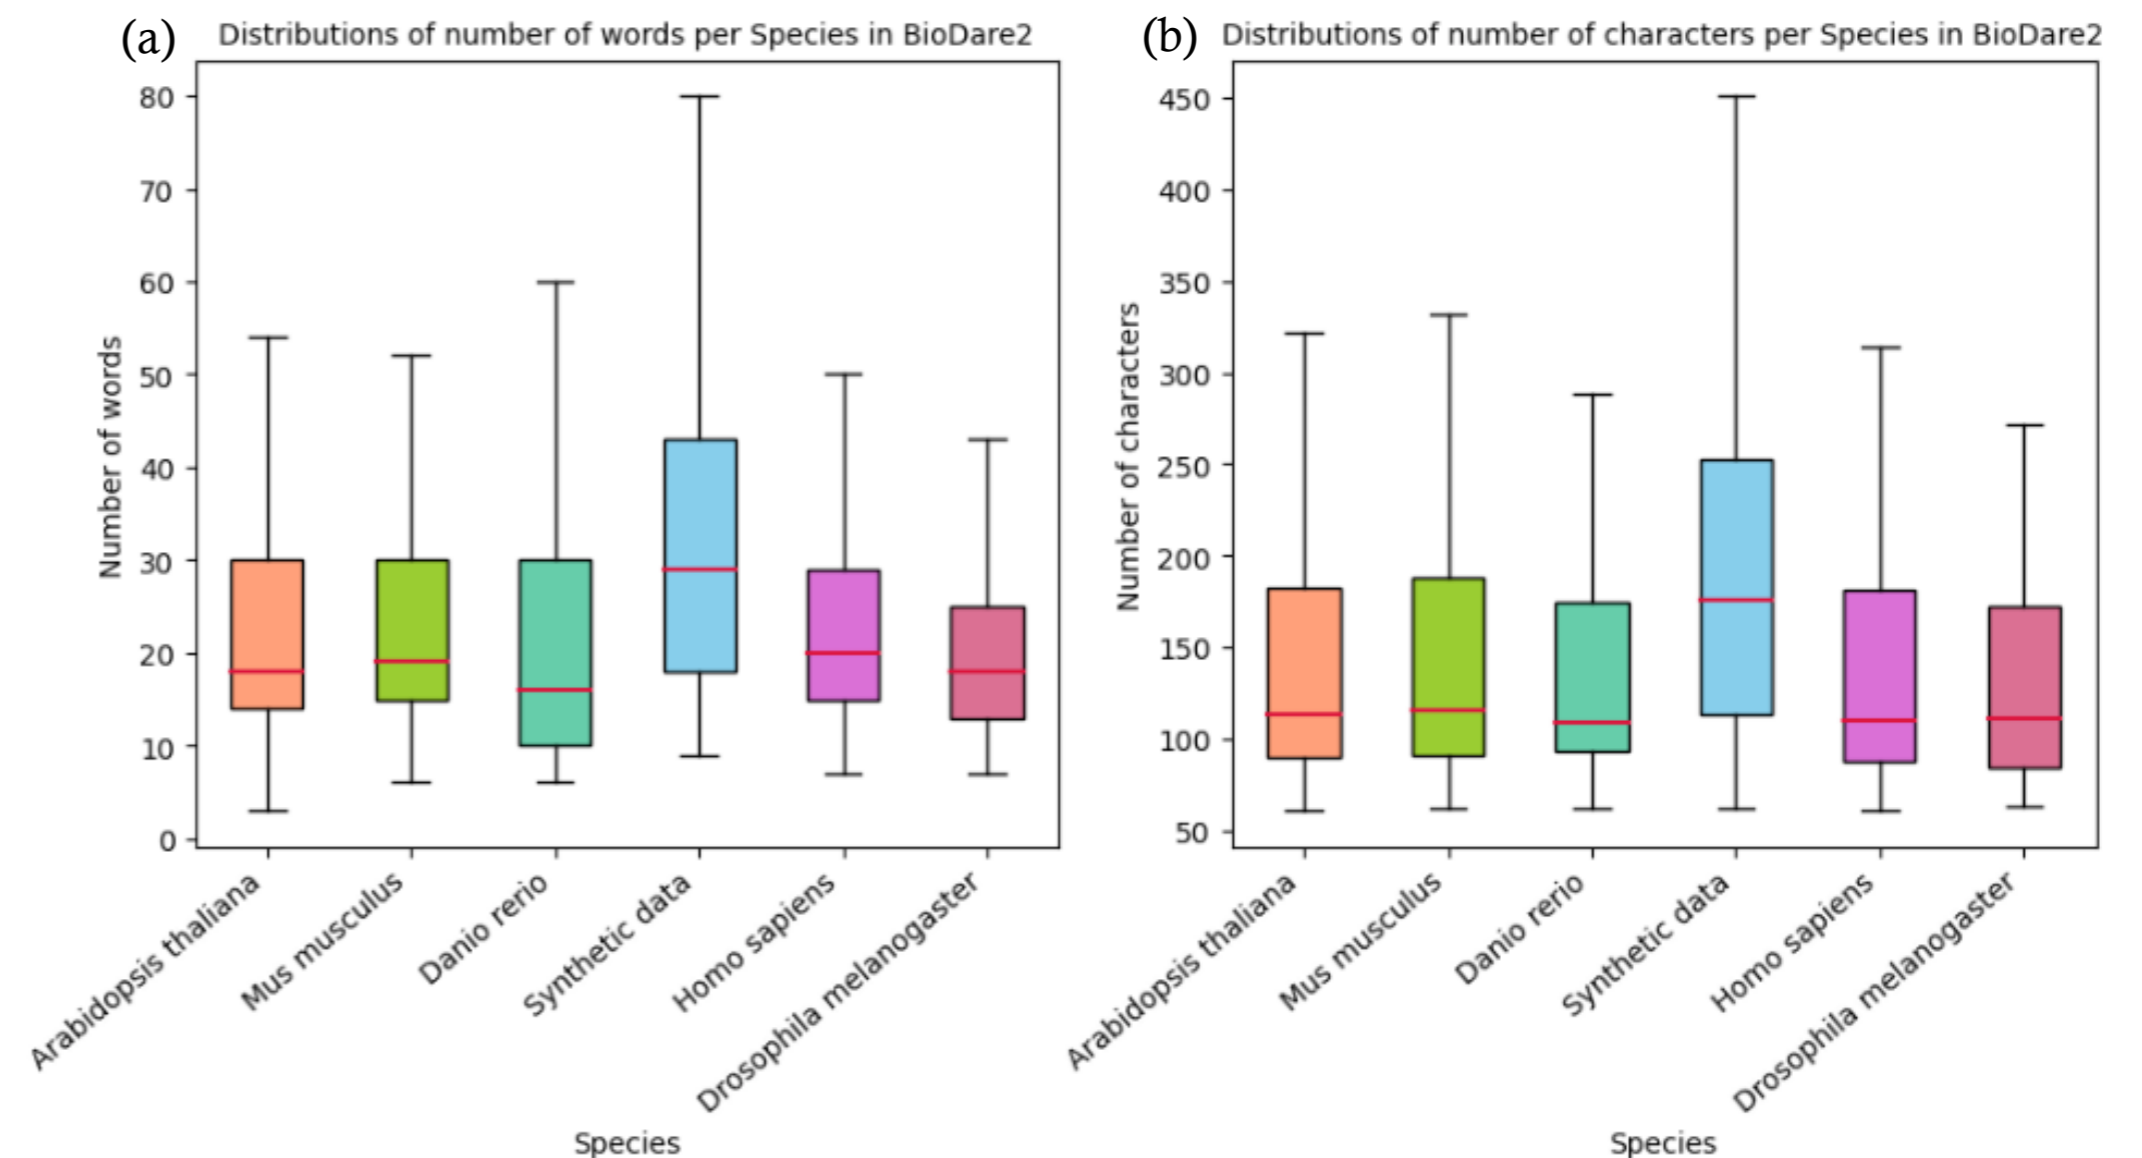 (a)
Distributions of number of words per Species in BioDare2
Number of words
80
70
60
50
40
30
20
10
0
Arabidopsis thaliana
Mus musculus
Danio rerio
Synthetic data
Homo sapiens
Drosophila melanogaster
Species
(b)
Distributions of number of characters per Species in BioDare2
Number of characters
450
400
350
300
250
200
150
100
50
Arabidopsis thaliana
Mus musculus
Danio rerio
Synthetic data
Homo sapiens
Drosophila melanogaster
Species